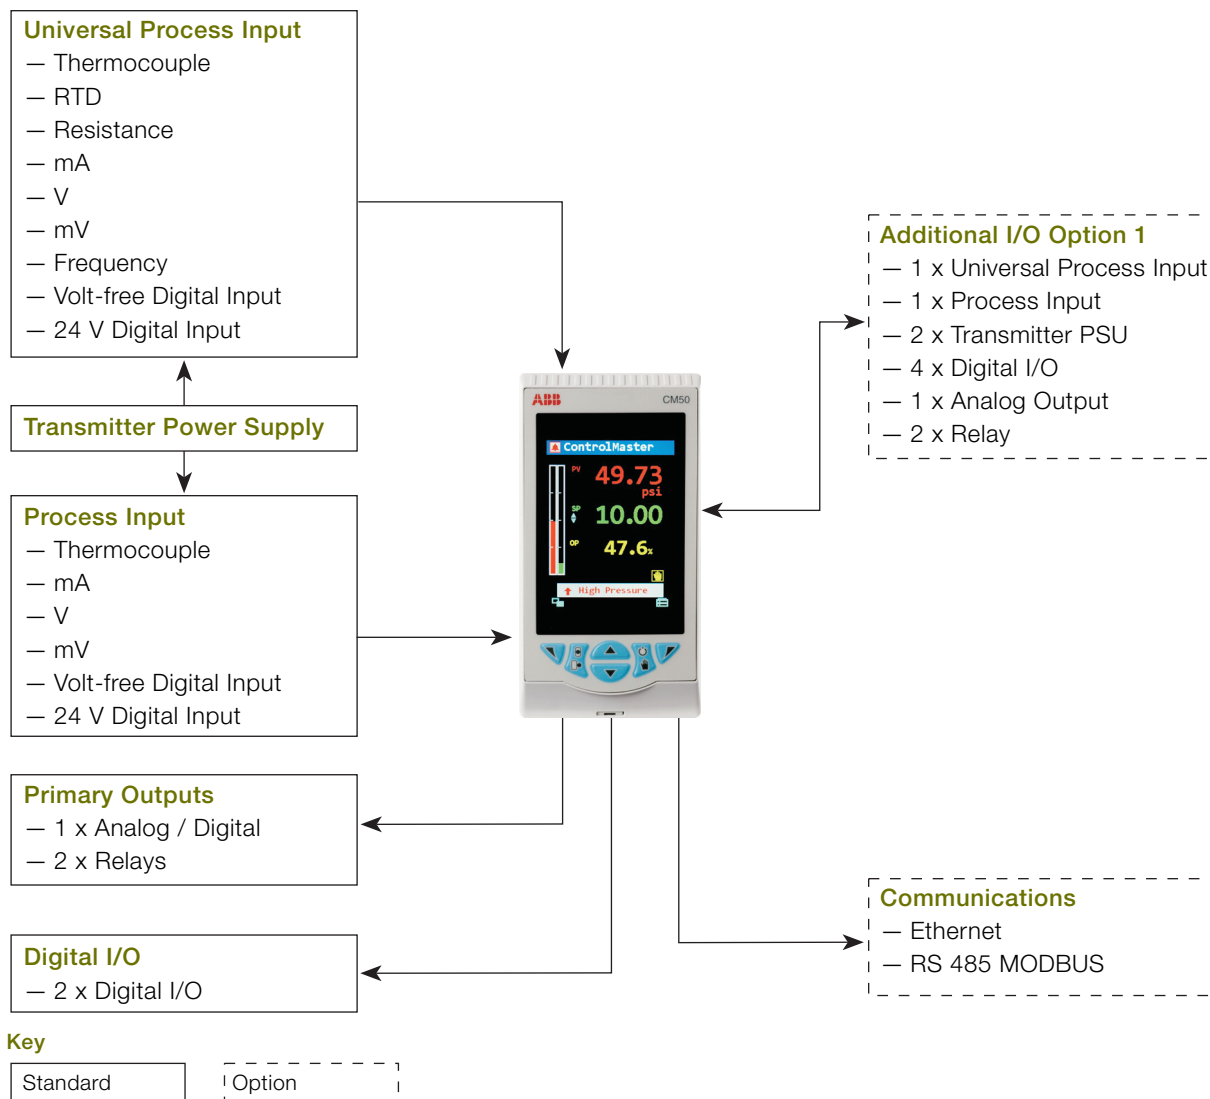 Universal Process Input
— Thermocouple
— RTD
— Resistance
— mA
— V
— mV
— Frequency
— Volt-free Digital Input
— 24 V Digital Input
Transmitter Power Supply
Process Input
— Thermocouple
— mA
— V
— mV
— Volt-free Digital Input
— 24 V Digital Input
Primary Outputs
— 1 x Analog / Digital
— 2 x Relays
Digital I/O
— 2 x Digital I/O
ABB
CM50
ControlMaster
PV
49.73
psi
SP
10.00
OP
47.6%
High Pressure
Additional I/O Option 1
— 1 x Universal Process Input
— 1 x Process Input
— 2 x Transmitter PSU
— 4 x Digital I/O
— 1 x Analog Output
— 2 x Relay
Communications
— Ethernet
— RS 485 MODBUS
Key
Standard
Option